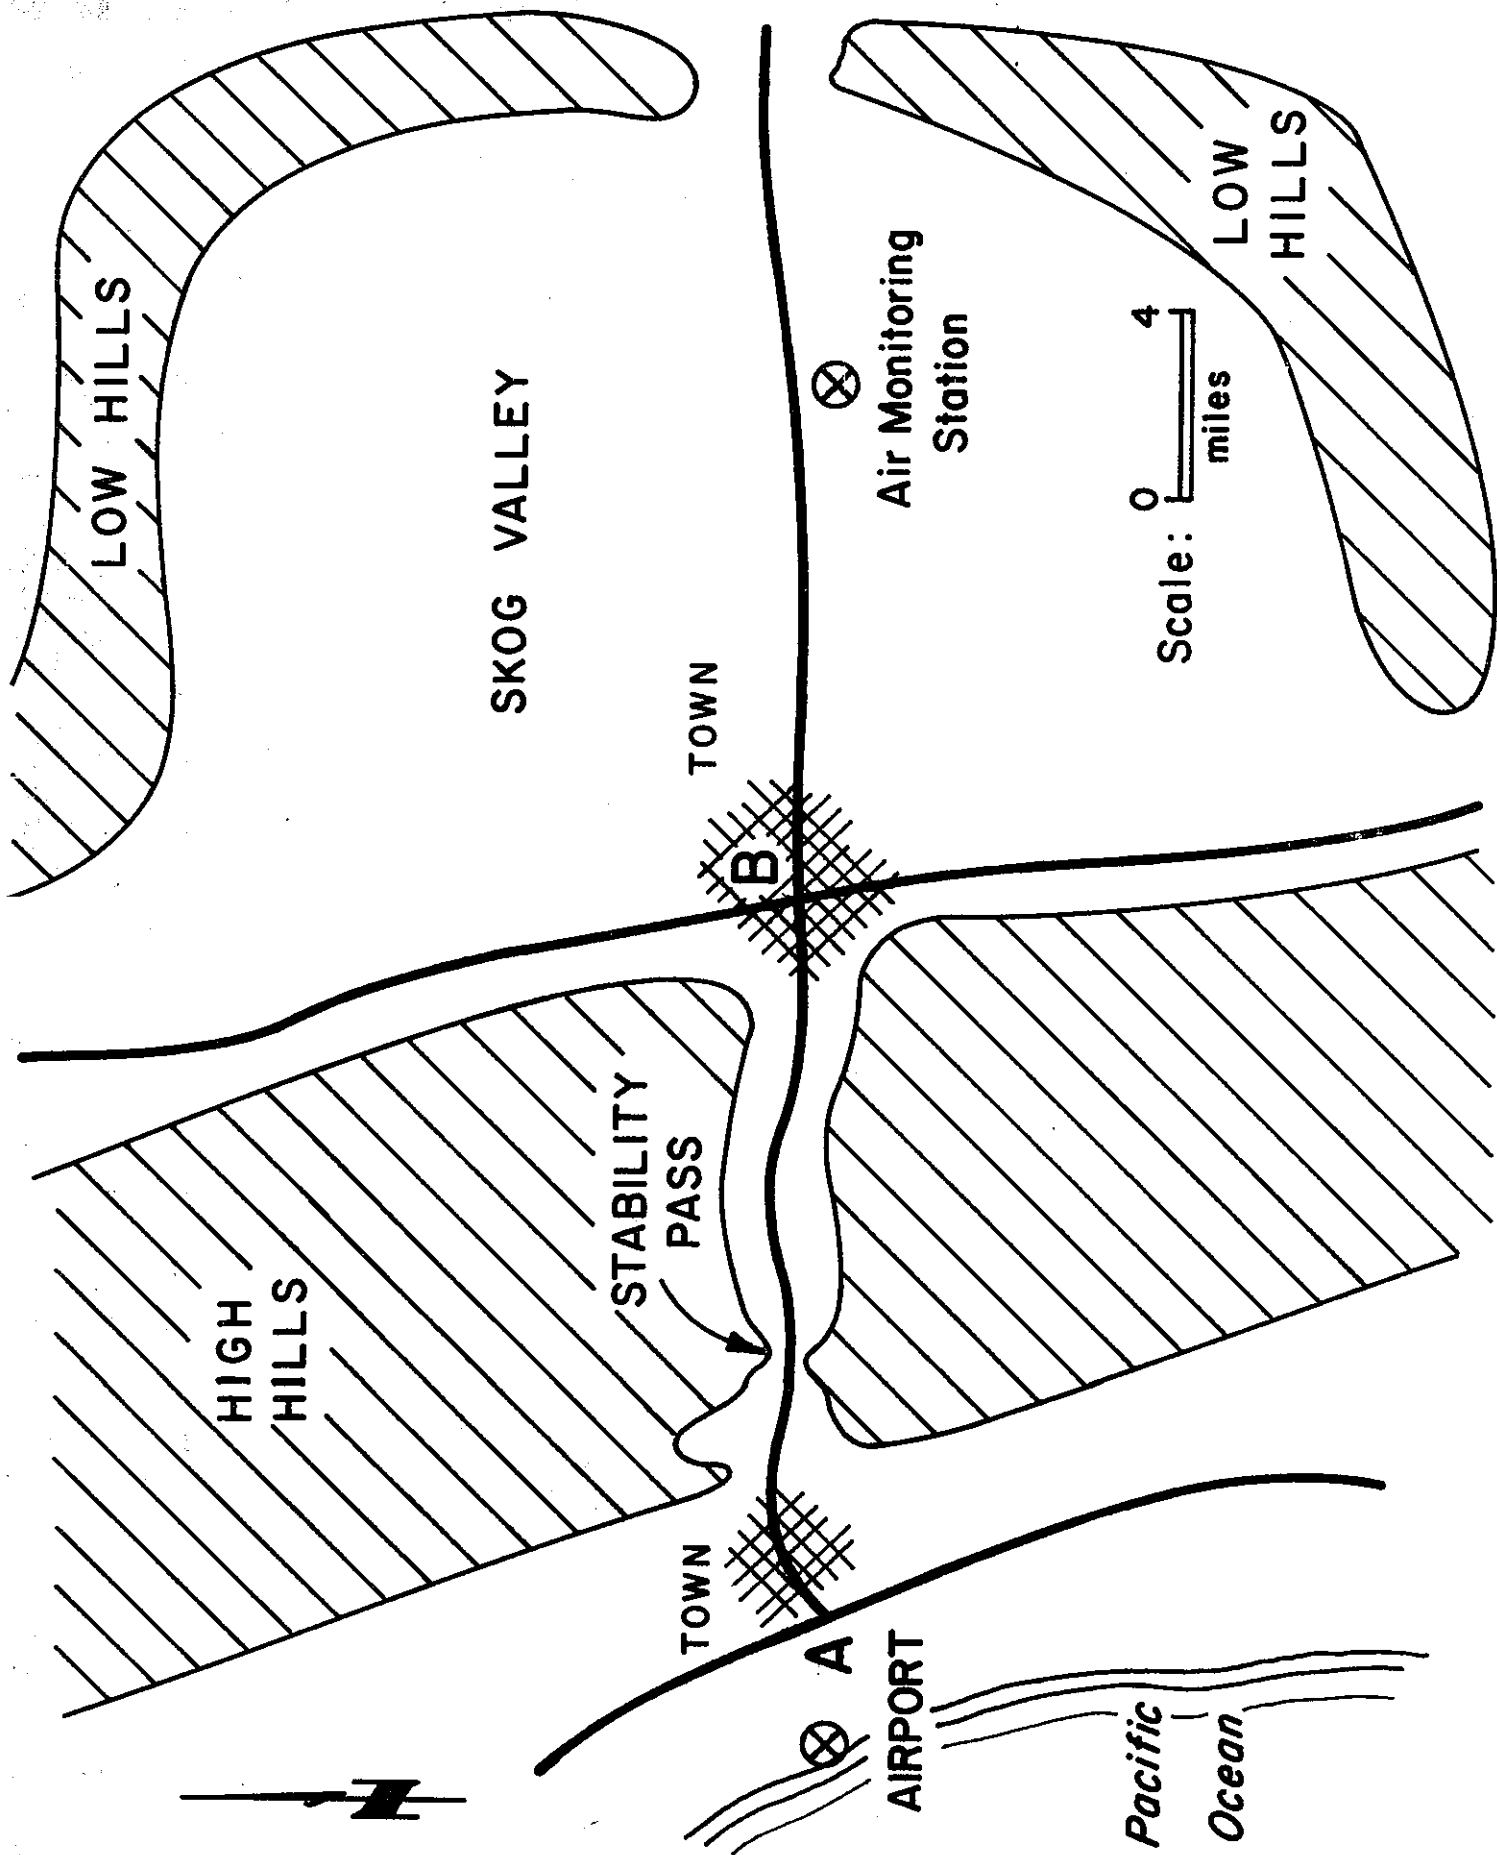 LOW HILLS
HIGH
HILLS
N
SKOG VALLEY
STABILITY
PASS
TOWN
TOWN
B
A
AIRPORT
Air Monitoring
Station
Pacific
Ocean
Scale: 0 4
miles
LOW
HILLS